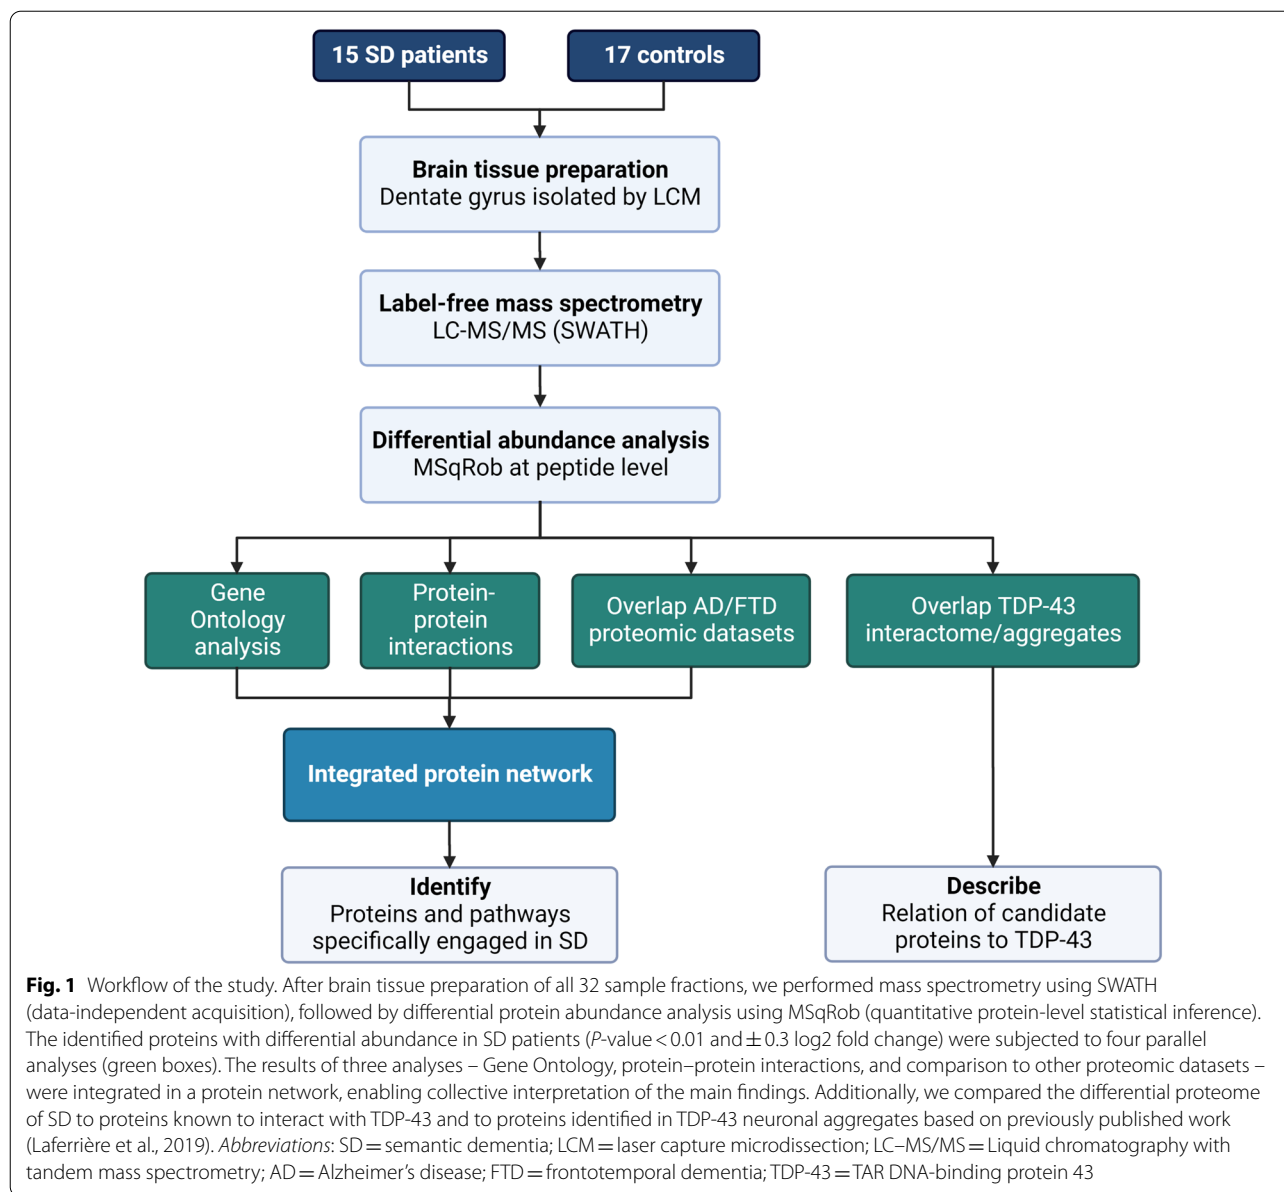 15 SD patients
17 controls
Brain tissue preparation
Dentate gyrus isolated by LCM
Label-free mass spectrometry
LC-MS/MS (SWATH)
Differential abundance analysis
MSqRob at peptide level
Gene
Ontology
analysis
Protein-
protein
interactions
Overlap AD/FTD
proteomic datasets
Overlap TDP-43
interactome/aggregates
Integrated protein network
Identify
Proteins and pathways
specifically engaged in SD
Describe
Relation of candidate
proteins to TDP-43
Fig. 1 Workflow of the study. After brain tissue preparation of all 32 sample fractions, we performed mass spectrometry using SWATH
(data-independent acquisition), followed by differential protein abundance analysis using MSqRob (quantitative protein-level statistical inference).
The identified proteins with differential abundance in SD patients (P-value < 0.01 and ± 0.3 log2 fold change) were subjected to four parallel
analyses (green boxes). The results of three analyses – Gene Ontology, protein–protein interactions, and comparison to other proteomic datasets –
were integrated in a protein network, enabling collective interpretation of the main findings. Additionally, we compared the differential proteome
of SD to proteins known to interact with TDP-43 and to proteins identified in TDP-43 neuronal aggregates based on previously published work
(Laferrière et al., 2019). Abbreviations: SD = semantic dementia; LCM = laser capture microdissection; LC–MS/MS = Liquid chromatography with
tandem mass spectrometry; AD = Alzheimer's disease; FTD = frontotemporal dementia; TDP-43 = TAR DNA-binding protein 43